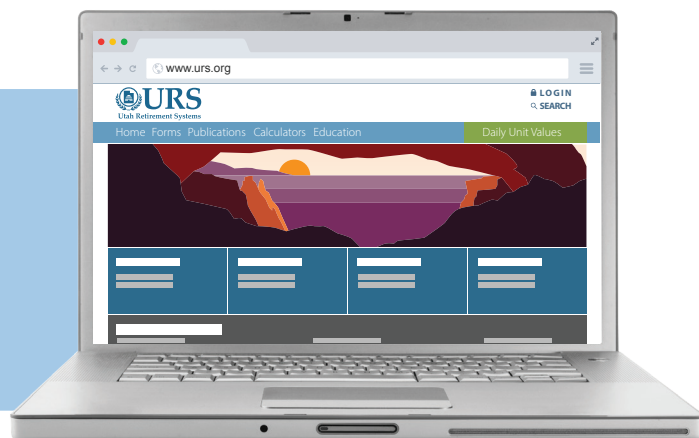 www.urs.org
URS
Utah Retirement Systems
LOGIN
SEARCH
Home Forms Publications Calculators Education
Daily Unit Values